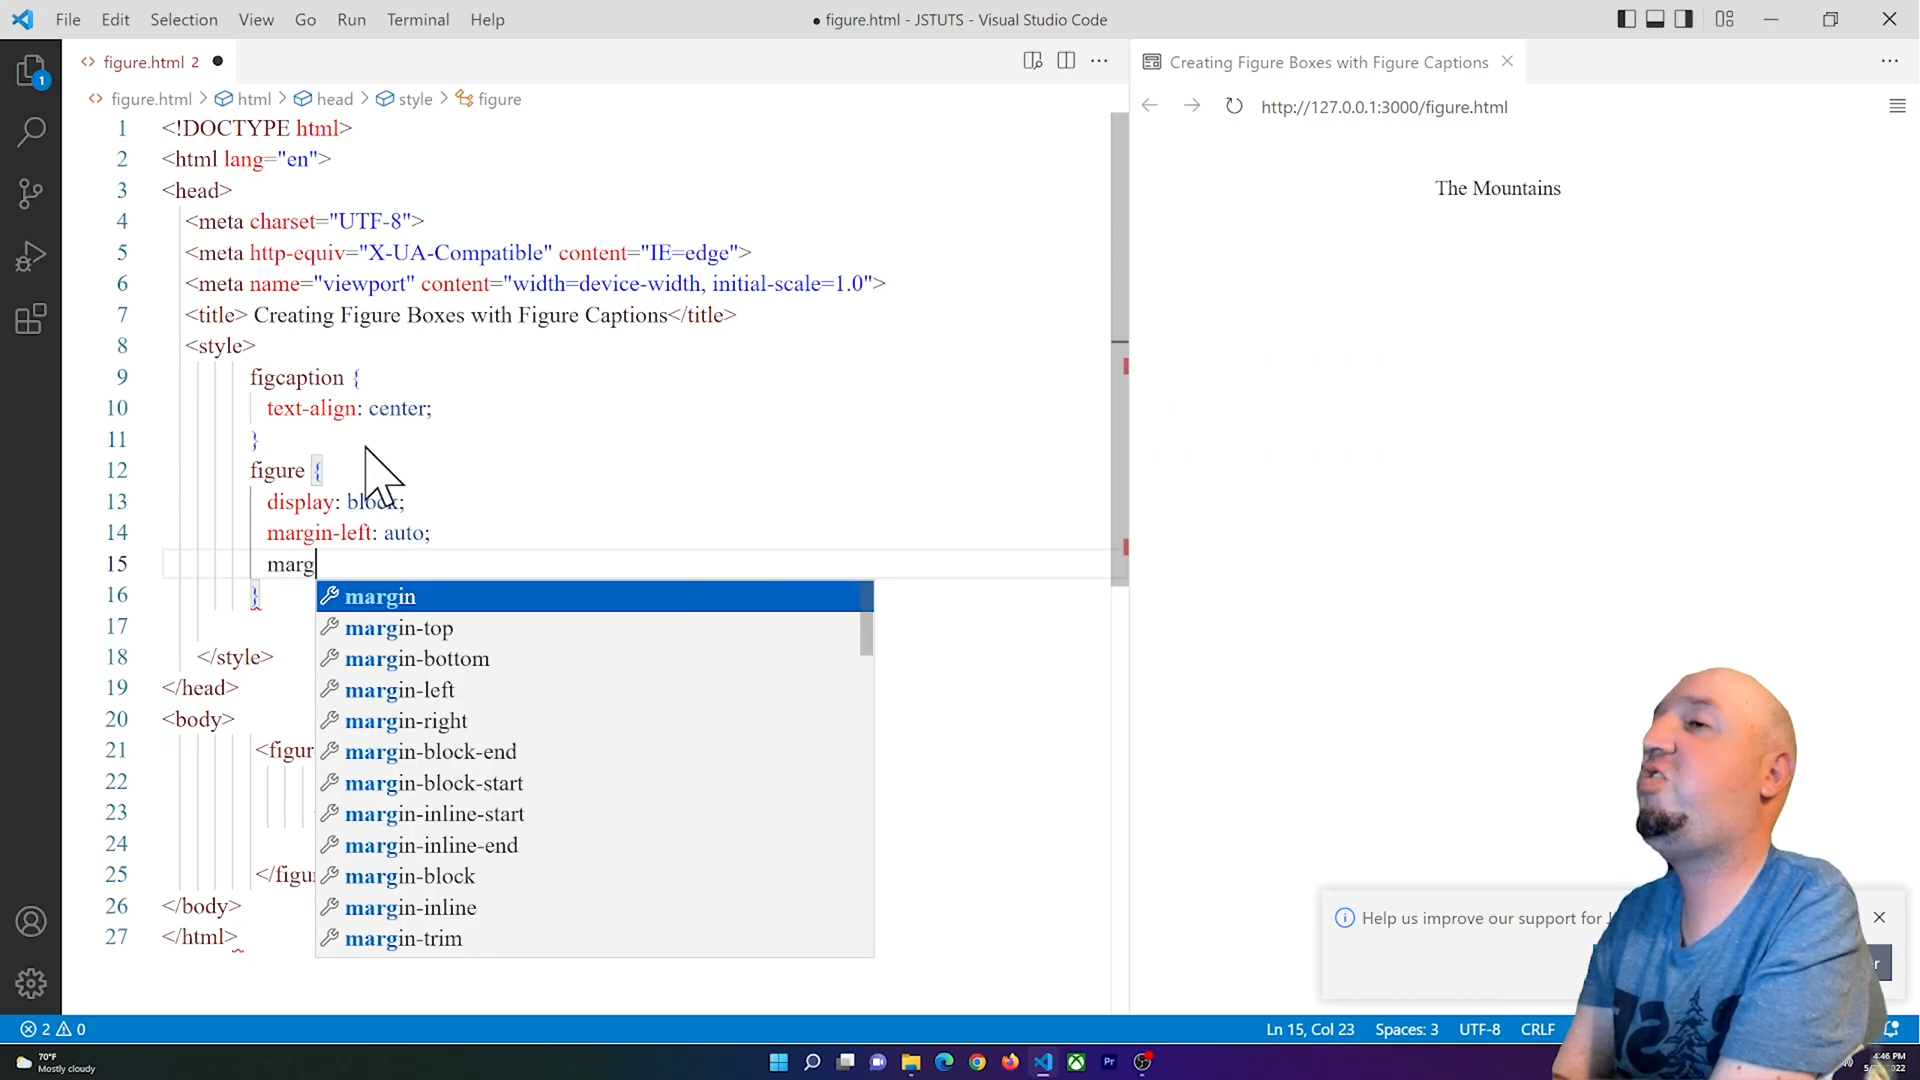 File Edit Selection View Go Run Terminal Help
● figure.html - JSTUTS - Visual Studio Code
figure.html 2 ●
Creating Figure Boxes with Figure Captions
figure.html > html > head > style > figure
http://127.0.0.1:3000/figure.html
1 <!DOCTYPE html>
2 <html lang="en">
3 <head>
4 <meta charset="UTF-8">
5 <meta http-equiv="X-UA-Compatible" content="IE=edge">
6 <meta name="viewport" content="width=device-width, initial-scale=1.0">
7 <title> Creating Figure Boxes with Figure Captions</title>
8 <style>
9 figcaption {
10 text-align: center;
11 }
12 figure {
13 display: block;
14 margin-left: auto;
15 marg
16 }
17
18 </style>
19 </head>
20 <body>
21 <figur
22
23
24
25 </figu
26 </body>
27 </html>
margin
margin-top
margin-bottom
margin-left
margin-right
margin-block-end
margin-block-start
margin-inline-start
margin-inline-end
margin-block
margin-inline
margin-trim
The Mountains
Help us improve our support for
1
2 0
Ln 15, Col 23 Spaces: 3 UTF-8 CRLF
70°F
Mostly cloudy
Pr
4:46 PM